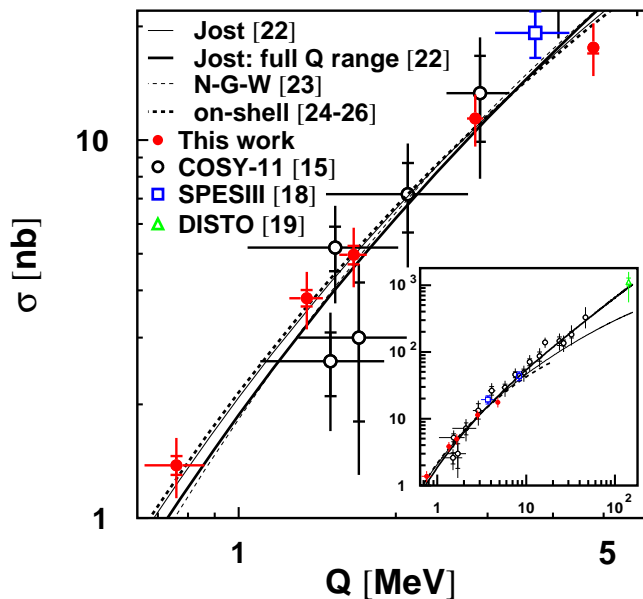 Jost [22]
Jost: full Q range [22]
N-G-W [23]
on-shell [24-26]
This work
COSY-11 [15]
SPESIII [18]
DISTO [19]
σ [nb]
10
1
1
5
Q [MeV]
10³
10²
10
1
1
10
10²